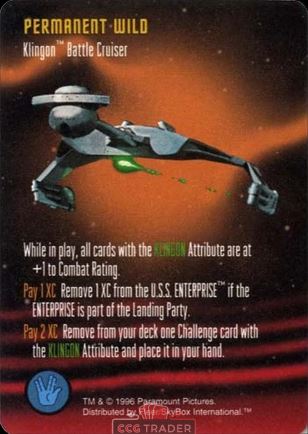 PERMANENT-WILD
Klingon™ Battle Cruiser
While in play, all cards with the KLINGON Attribute are at
+1 to Combat Rating.
Pay 1 XC Remove 1 XC from the U.S.S. ENTERPRISE™ if the
ENTERPRISE is part of the Landing Party.
Pay 2 XC Remove from your deck one Challenge card with
the KLINGON Attribute and place it in your hand.
TM & © 1996 Paramount Pictures.
Distributed by SkyBox International.™
CCG TRADER